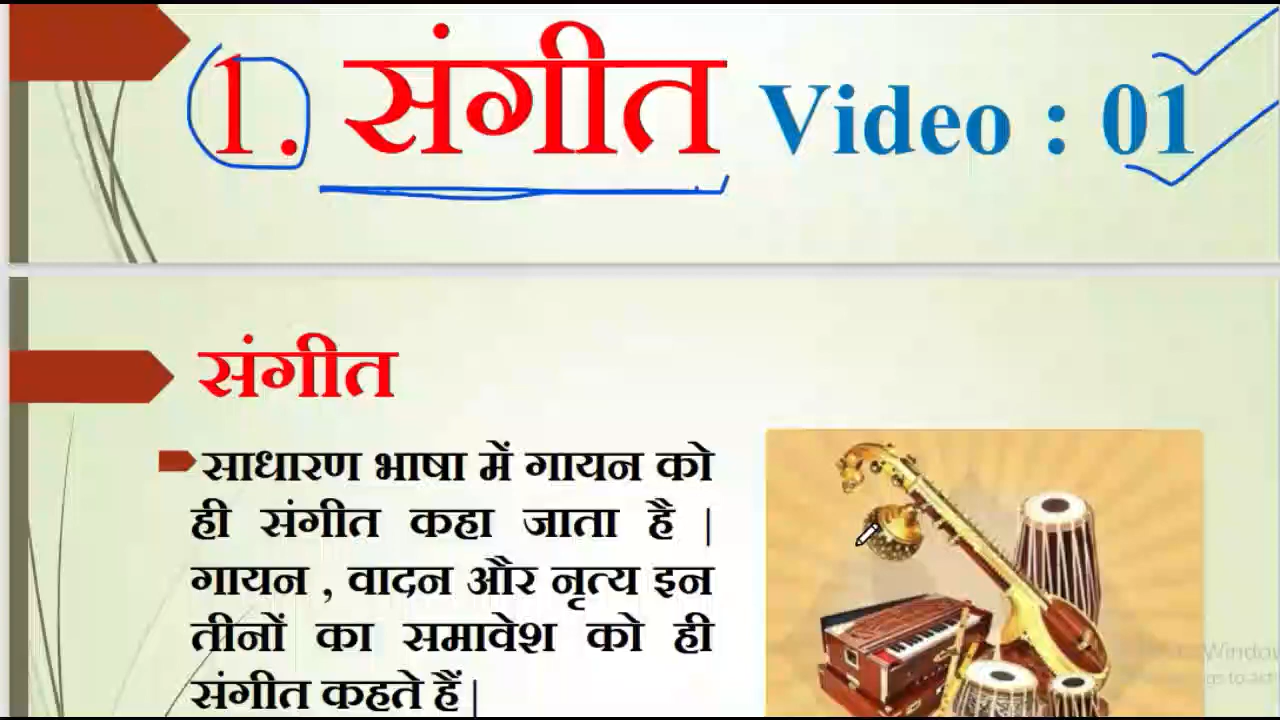 1. संगीत Video : 01
संगीत
साधारण भाषा में गायन को
ही संगीत कहा जाता है |
गायन , वादन और नृत्य इन
तीनों का समावेश को ही
संगीत कहते हैं |